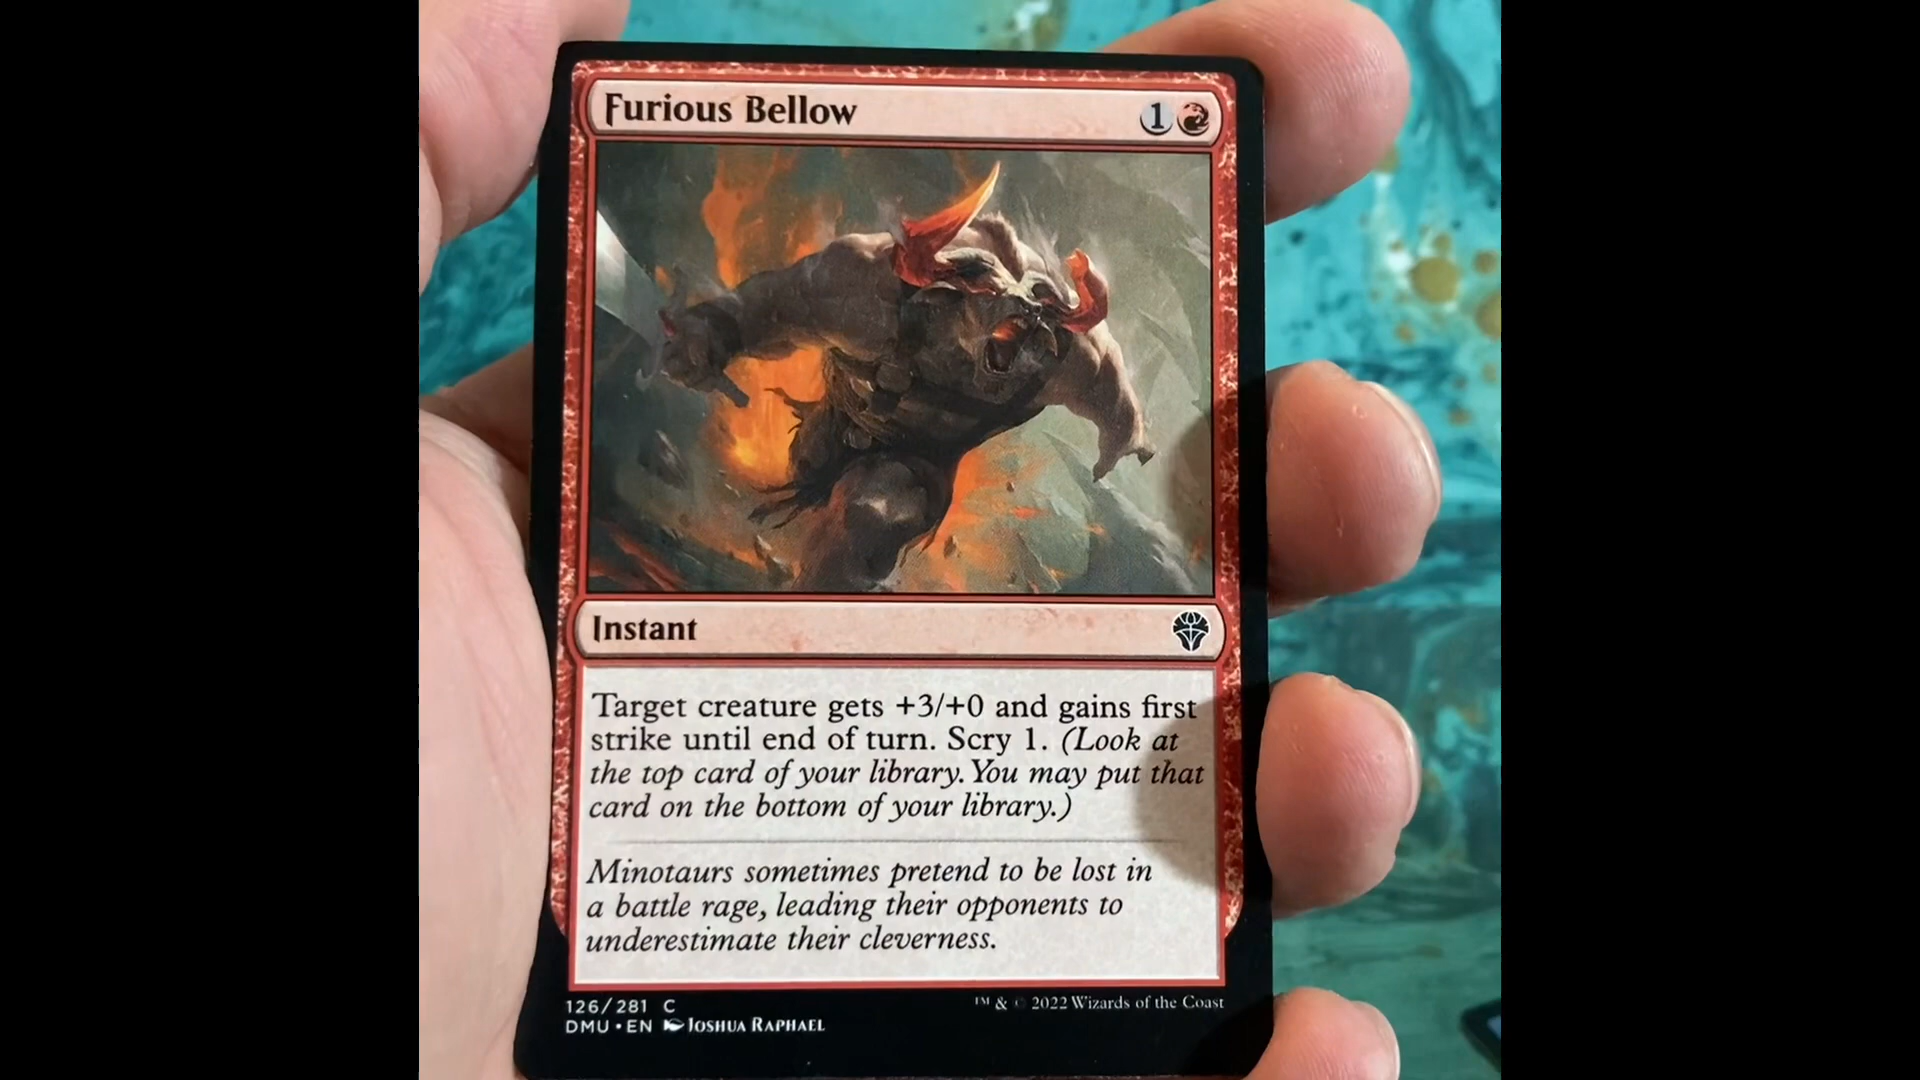 Furious Bellow 1
Instant
Target creature gets +3/+0 and gains first
strike until end of turn. Scry 1. (Look at
the top card of your library. You may put that
card on the bottom of your library.)
Minotaurs sometimes pretend to be lost in
a battle rage, leading their opponents to
underestimate their cleverness.
126/281 C
DMU • EN Joshua Raphael
™ & © 2022 Wizards of the Coast